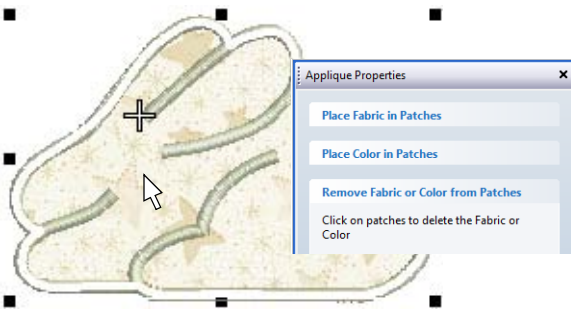 Applique Properties
Place Fabric in Patches
Place Color in Patches
Remove Fabric or Color from Patches
Click on patches to delete the Fabric or
Color